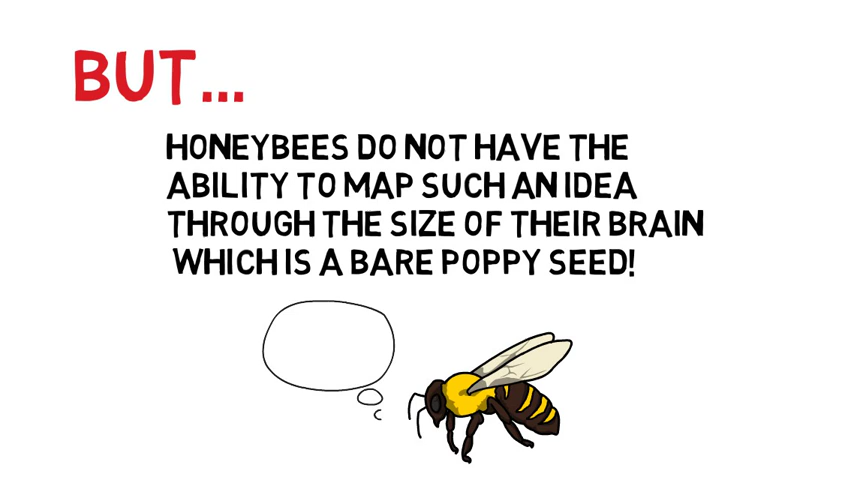 BUT...
HONEYBEES DO NOT HAVE THE
ABILITY TO MAP SUCH AN IDEA
THROUGH THE SIZE OF THEIR BRAIN
WHICH IS A BARE POPPY SEED!